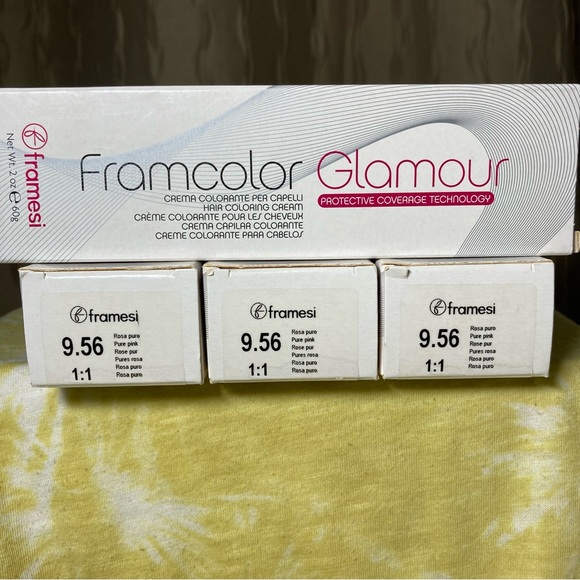 framesi
Net Wt. 2 oz ℮ 60g
Framcolor Glamour
PROTECTIVE COVERAGE TECHNOLOGY
CREMA COLORANTE PER CAPELLI
HAIR COLORING CREAM
CRÈME COLORANTE POUR LES CHEVEUX
CREMA CAPILAR COLORANTE
CREME COLORANTE PARA CABELOS
framesi
9.56
1:1
Rosa puro
Pure pink
Rose pur
Pures rosa
Rosa puro
Rosa puro
framesi
9.56
1:1
Rosa puro
Pure pink
Rose pur
Pures rosa
Rosa puro
Rosa puro
framesi
9.56
1:1
Rosa puro
Pure pink
Rose pur
Pures rosa
Rosa puro
Rosa puro